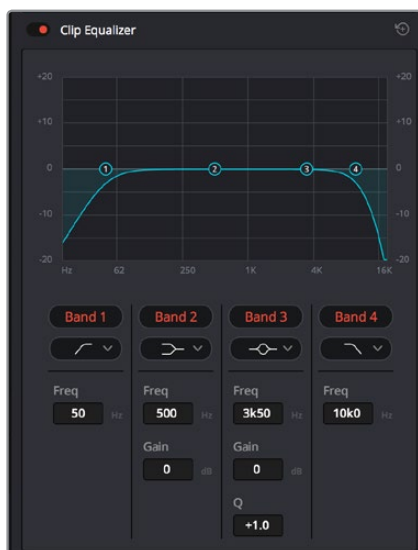 Clip Equalizer
+20 +20
+10 +10
0 1 2 3 4 0
-10 -10
-20 -20
Hz 62 250 1K 4K 16K
Band 1 Band 2 Band 3 Band 4
Freq Freq Freq Freq
50 Hz 500 Hz 3k50 Hz 10k0 Hz
Gain Gain
0 dB 0 dB
Q
+1.0